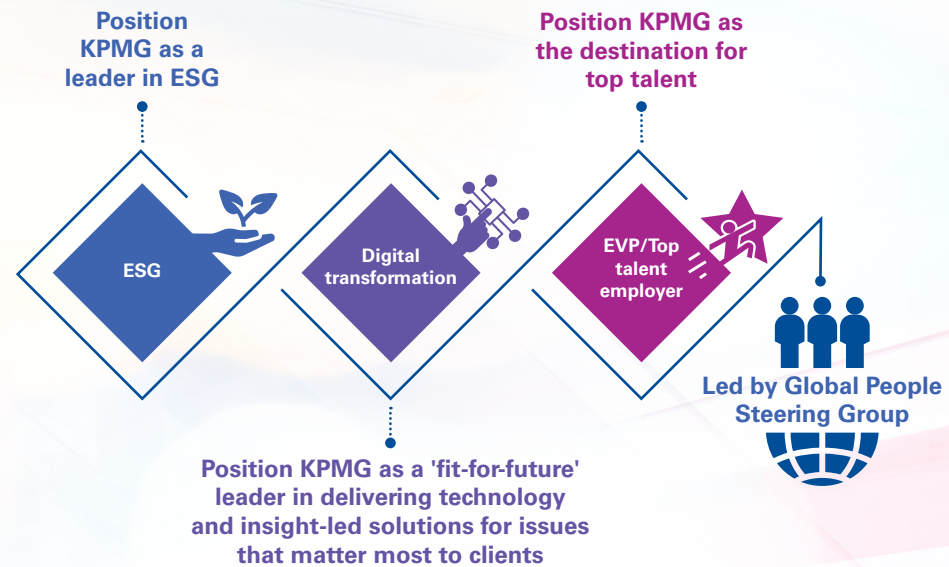 Position
KPMG as a
leader in ESG
Position KPMG as
the destination for
top talent
ESG
Digital
transformation
EVP/Top
talent
employer
Led by Global People
Steering Group
Position KPMG as a 'fit-for-future'
leader in delivering technology
and insight-led solutions for issues
that matter most to clients